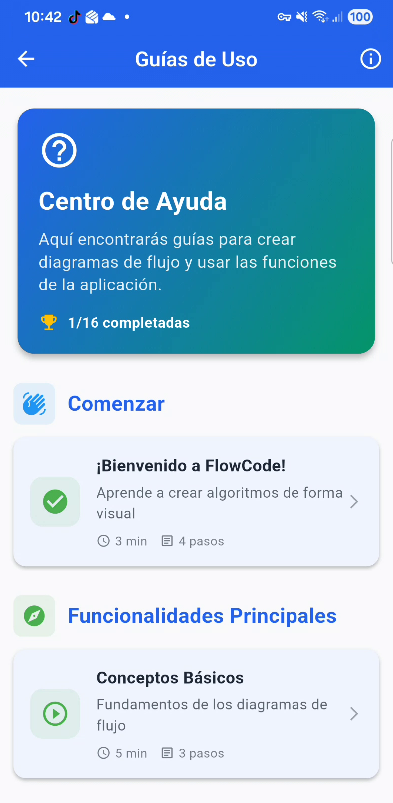 10:42
100
Guías de Uso
Centro de Ayuda
Aquí encontrarás guías para crear
diagramas de flujo y usar las funciones
de la aplicación.
1/16 completadas
Comenzar
¡Bienvenido a FlowCode!
Aprende a crear algoritmos de forma
visual
3 min 4 pasos
Funcionalidades Principales
Conceptos Básicos
Fundamentos de los diagramas de
flujo
5 min 3 pasos